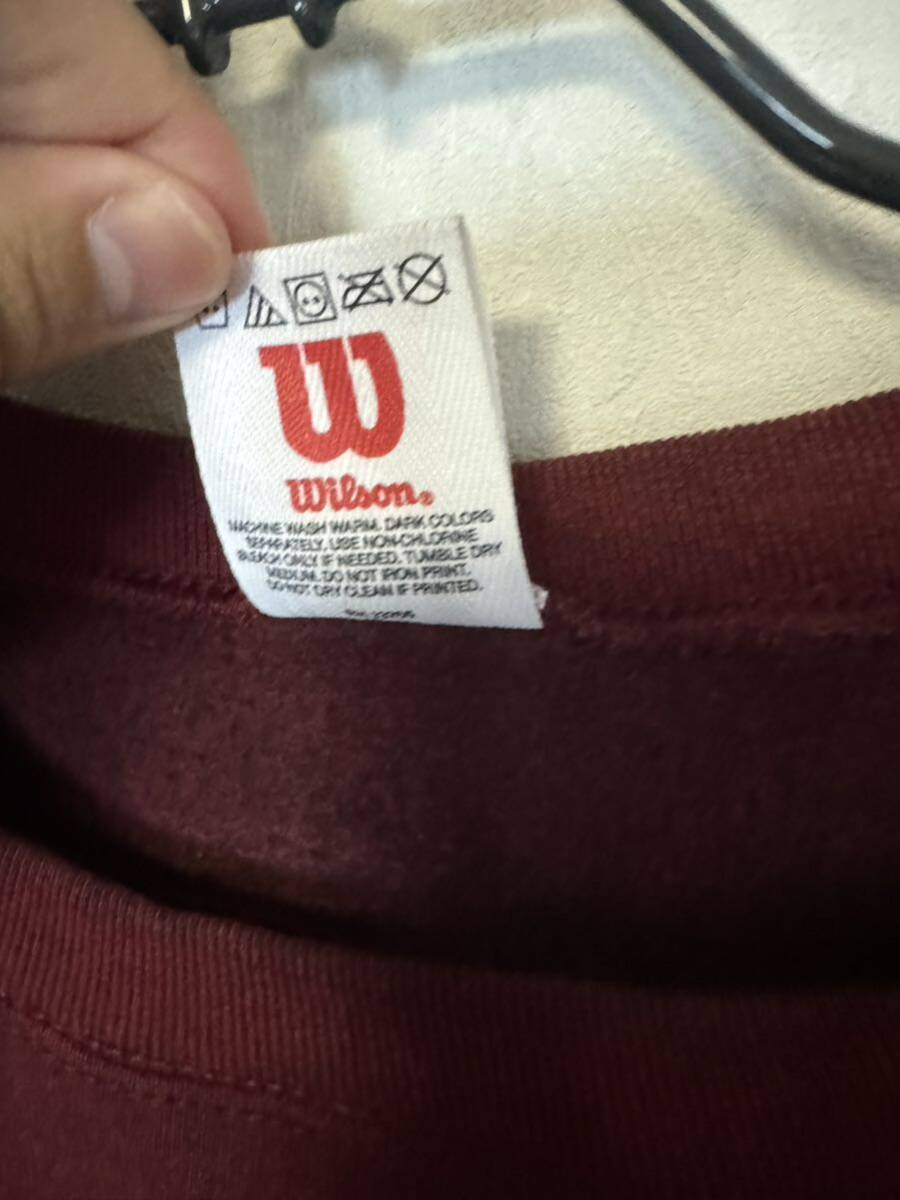 W
Wilson®
MACHINE WASH WARM. DARK COLORS
SEPARATELY. USE NON-CHLORINE
BLEACH ONLY IF NEEDED. TUMBLE DRY
MEDIUM. DO NOT IRON PRINT.
DO NOT DRY CLEAN IF PRINTED.